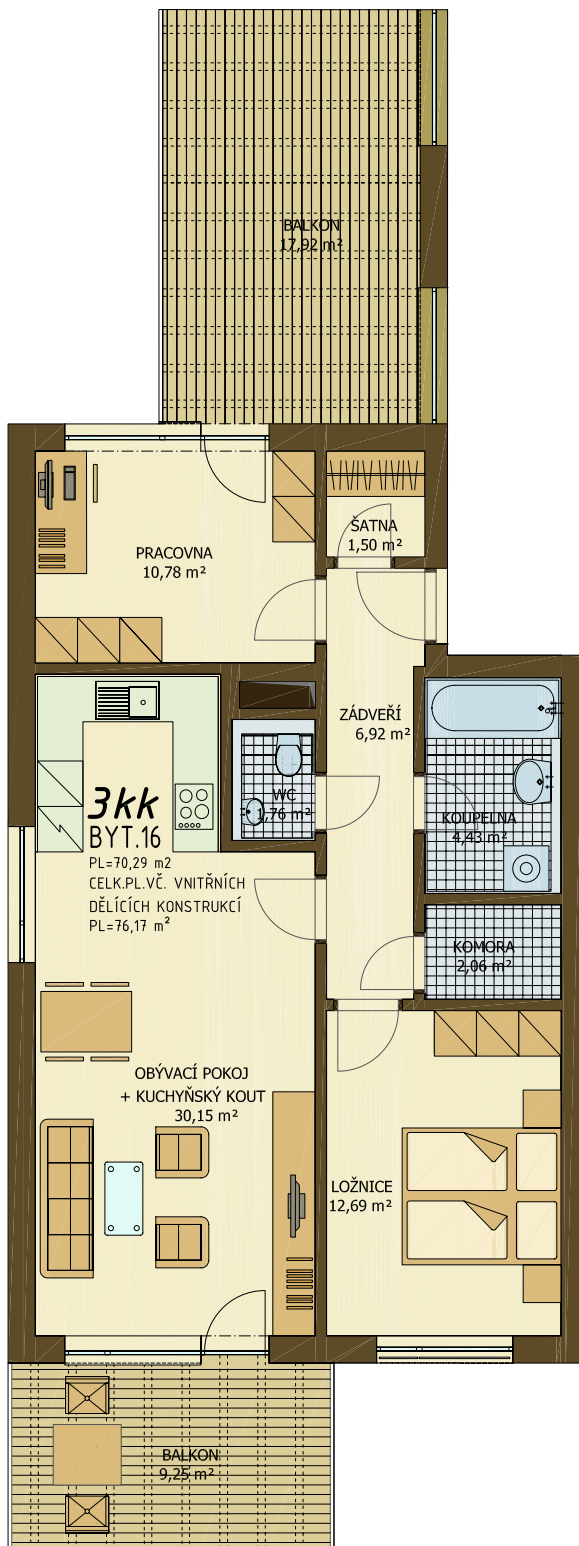 BALKON
17,92 m²
ŠATNA
1,50 m²
PRACOVNA
10,78 m²
ZÁDVEŘÍ
6,92 m²
WC
1,76 m²
3kk
BYT.16
PL=70,29 m2
CELK.PL.VČ. VNITŘNÍCH
DĚLÍCÍCH KONSTRUKCÍ
PL=76,17 m²
KOUPELNA
4,43 m²
KOMORA
2,06 m²
OBÝVACÍ POKOJ
+ KUCHYŇSKÝ KOUT
30,15 m²
LOŽNICE
12,69 m²
BALKON
9,25 m²